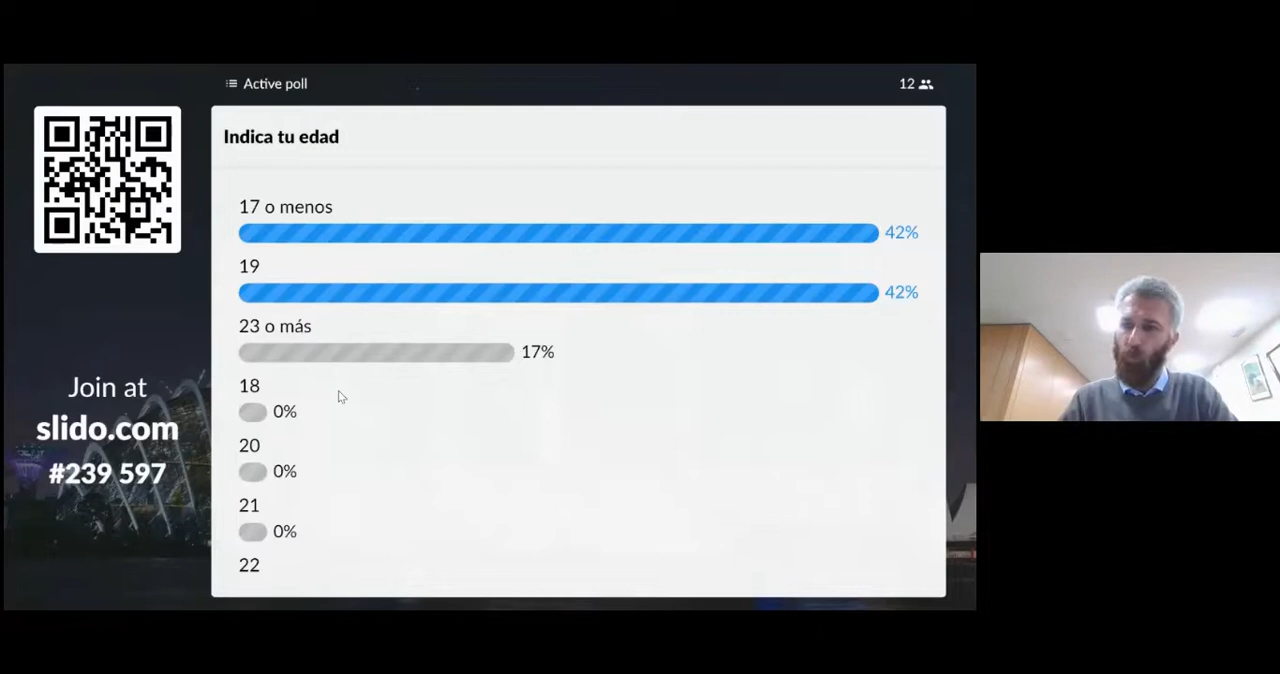 Active poll
12
Indica tu edad
17 o menos
42%
19
42%
23 o más
17%
18
0%
20
0%
21
0%
22
Join at
slido.com
#239 597